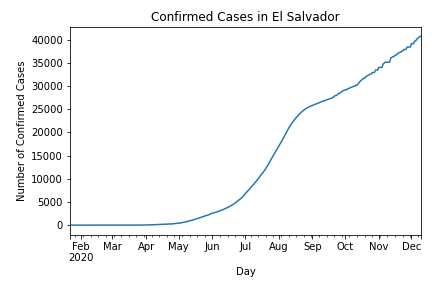 Confirmed Cases in El Salvador
Number of Confirmed Cases
40000
35000
30000
25000
20000
15000
10000
5000
0
Feb Mar Apr May Jun Jul Aug Sep Oct Nov Dec
2020
Day